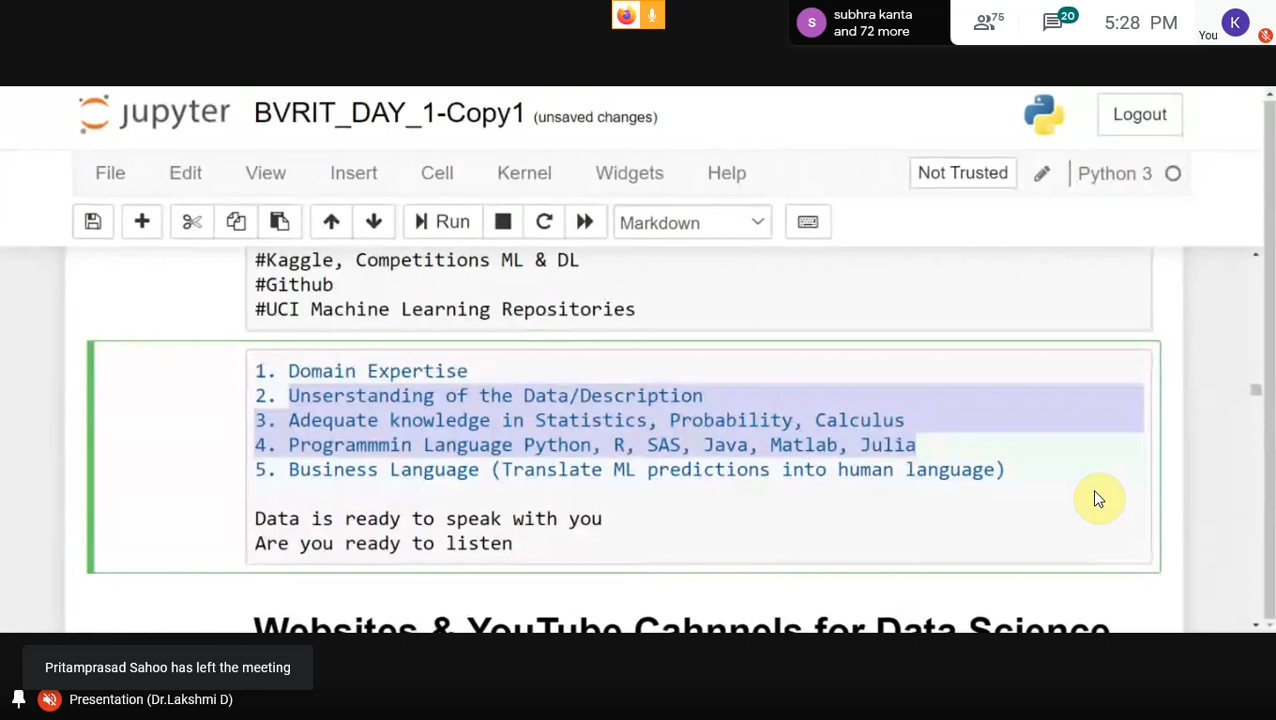 subhra kanta
and 72 more
75
20
5:28 PM
S
K
You
jupyter BVRIT_DAY_1-Copy1 (unsaved changes)
Logout
File Edit View Insert Cell Kernel Widgets Help
Not Trusted
Python 3
Run
Markdown
#Kaggle, Competitions ML & DL
#Github
#UCI Machine Learning Repositories
1. Domain Expertise
2. Unserstanding of the Data/Description
3. Adequate knowledge in Statistics, Probability, Calculus
4. Programmmin Language Python, R, SAS, Java, Matlab, Julia
5. Business Language (Translate ML predictions into human language)
Data is ready to speak with you
Are you ready to listen
Websites & YouTube Cahnnels for Data Science
Pritamprasad Sahoo has left the meeting
Presentation (Dr.Lakshmi D)